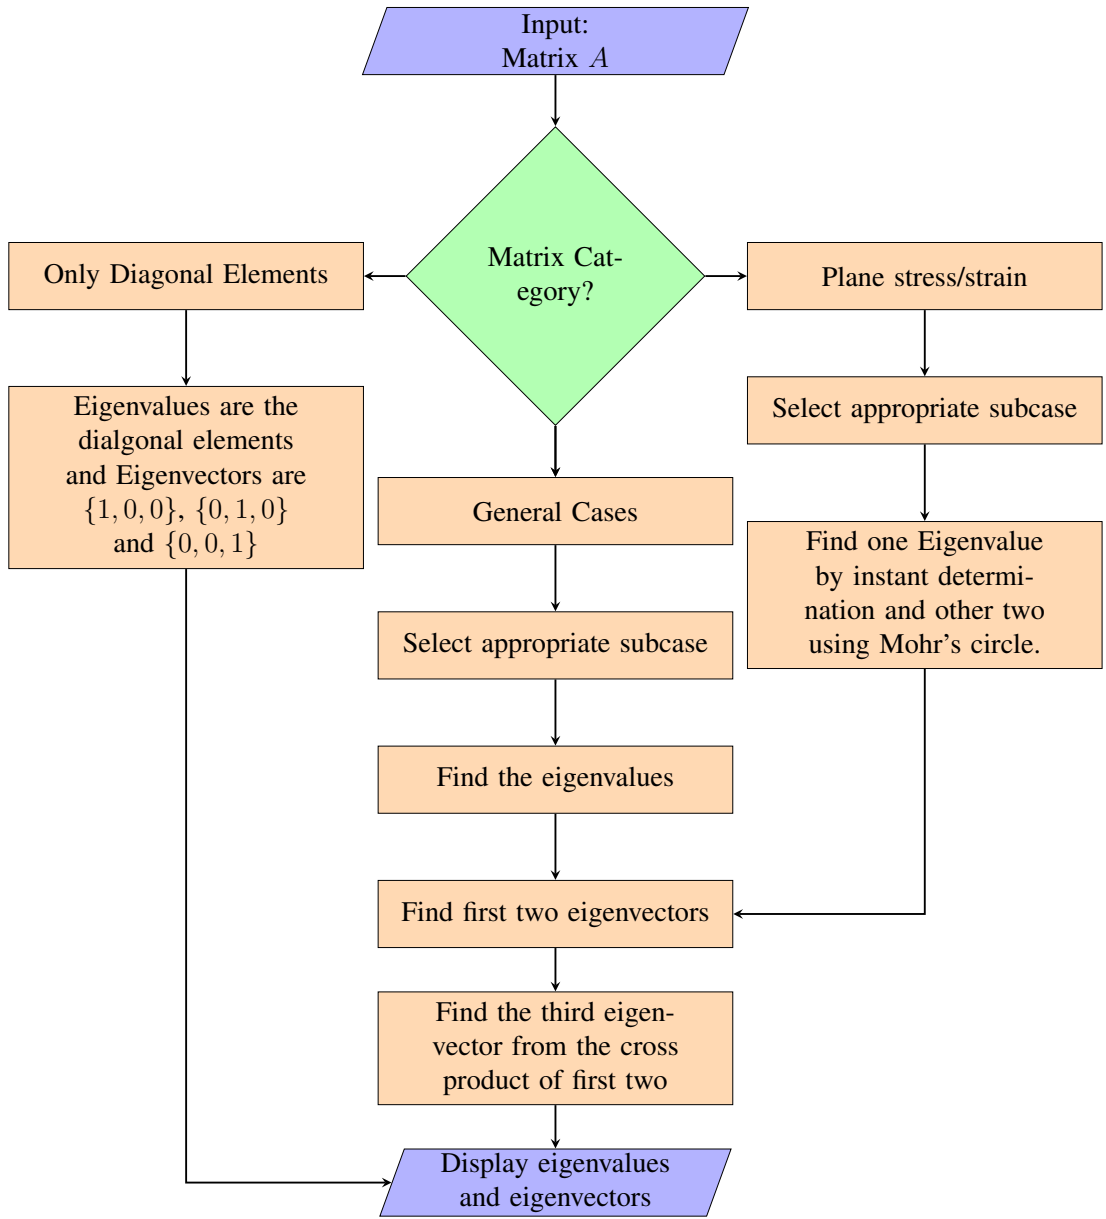 Input:
Matrix A
Matrix Cat-
egory?
Only Diagonal Elements
Plane stress/strain
Eigenvalues are the
dialgonal elements
and Eigenvectors are
{1, 0, 0}, {0, 1, 0}
and {0, 0, 1}
Select appropriate subcase
General Cases
Find one Eigenvalue
by instant determi-
nation and other two
using Mohr's circle.
Select appropriate subcase
Find the eigenvalues
Find first two eigenvectors
Find the third eigen-
vector from the cross
product of first two
Display eigenvalues
and eigenvectors